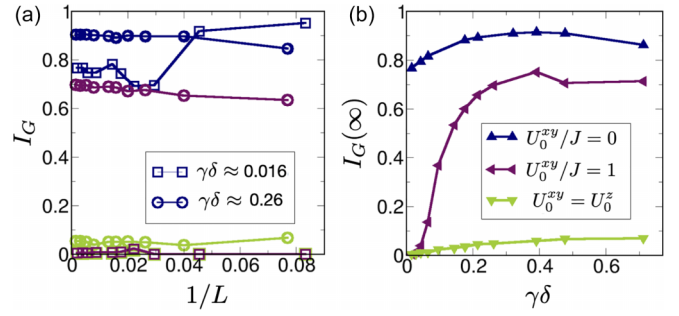 (a)
1
0.8
0.6
0.4
0.2
0
I_G
γδ ≈ 0.016
γδ ≈ 0.26
0 0.02 0.04 0.06 0.08
1/L
(b)
1
0.8
0.6
0.4
0.2
0
I_G(∞)
U_0^{xy}/J = 0
U_0^{xy}/J = 1
U_0^{xy} = U_0^z
0 0.2 0.4 0.6
γδ